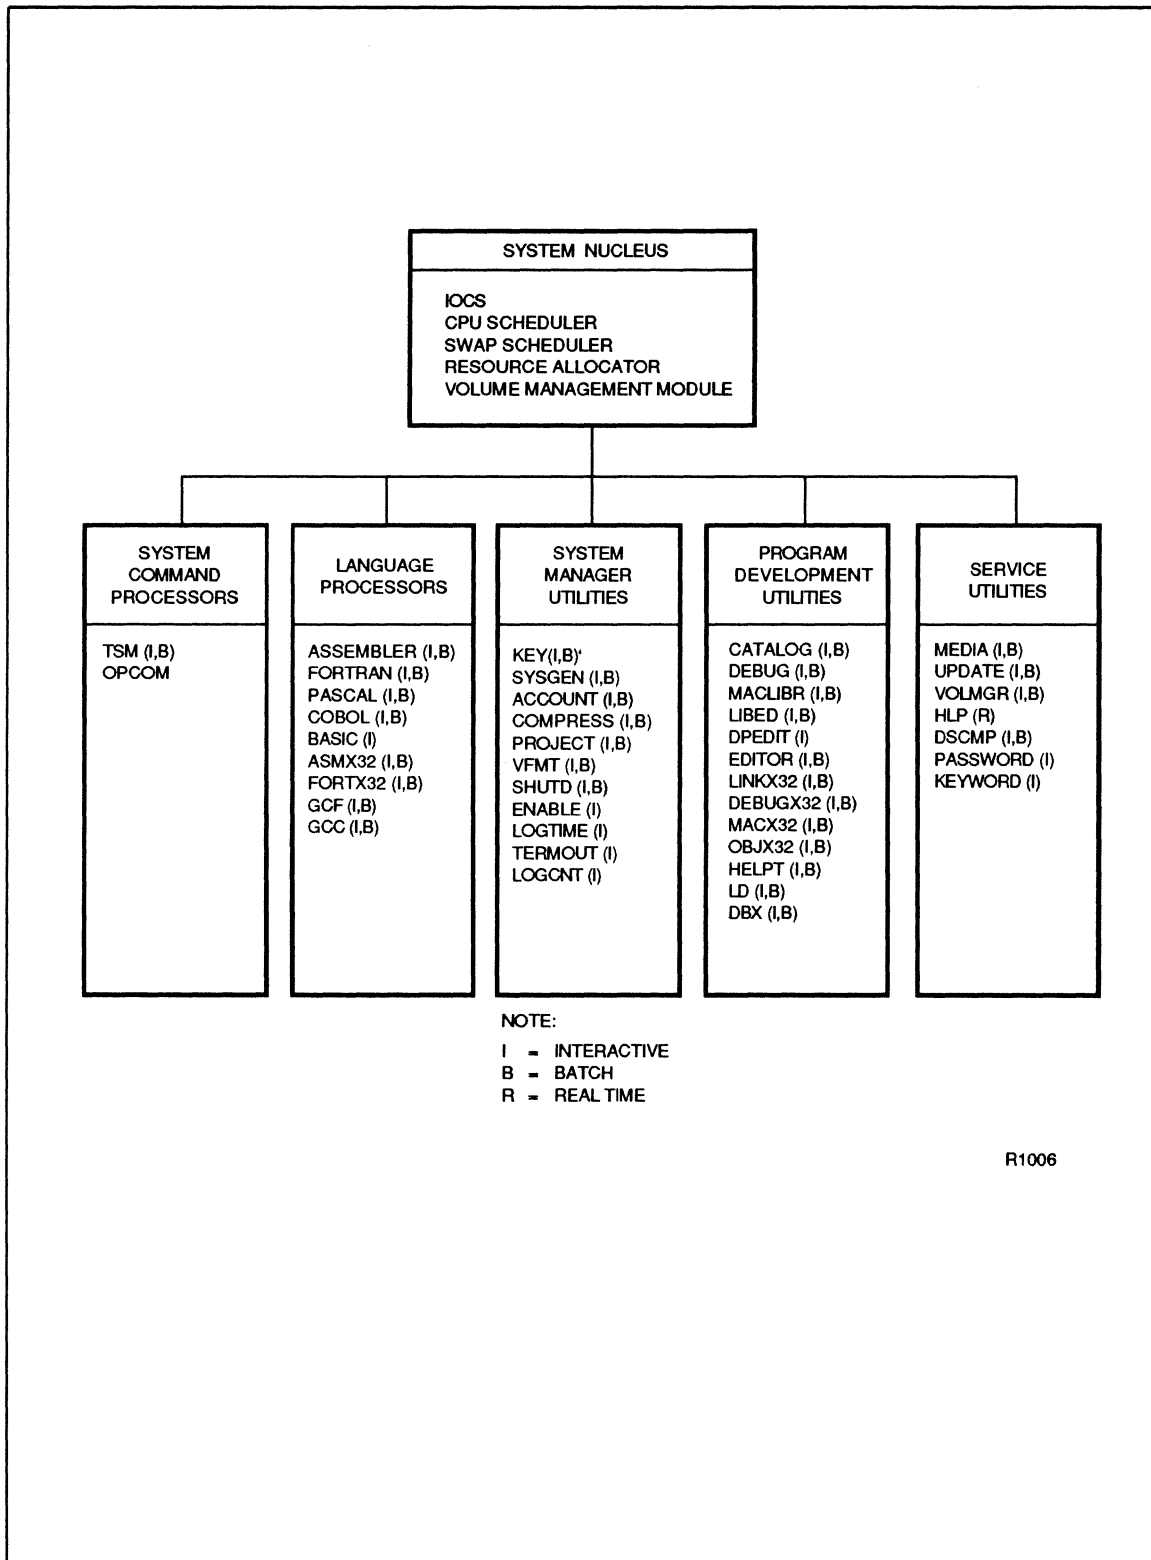 SYSTEM NUCLEUS
IOCS
CPU SCHEDULER
SWAP SCHEDULER
RESOURCE ALLOCATOR
VOLUME MANAGEMENT MODULE
SYSTEM
COMMAND
PROCESSORS
TSM (I,B)
OPCOM
LANGUAGE
PROCESSORS
ASSEMBLER (I,B)
FORTRAN (I,B)
PASCAL (I,B)
COBOL (I,B)
BASIC (I)
ASMX32 (I,B)
FORTX32 (I,B)
GCF (I,B)
GCC (I,B)
SYSTEM
MANAGER
UTILITIES
KEY(I,B)'
SYSGEN (I,B)
ACCOUNT (I,B)
COMPRESS (I,B)
PROJECT (I,B)
VFMT (I,B)
SHUTD (I,B)
ENABLE (I)
LOGTIME (I)
TERMOUT (I)
LOGCNT (I)
PROGRAM
DEVELOPMENT
UTILITIES
CATALOG (I,B)
DEBUG (I,B)
MACLIBR (I,B)
LIBED (I,B)
DPEDIT (I)
EDITOR (I,B)
LINKX32 (I,B)
DEBUGX32 (I,B)
MACX32 (I,B)
OBJX32 (I,B)
HELPT (I,B)
LD (I,B)
DBX (I,B)
SERVICE
UTILITIES
MEDIA (I,B)
UPDATE (I,B)
VOLMGR (I,B)
HLP (R)
DSCMP (I,B)
PASSWORD (I)
KEYWORD (I)
NOTE:
I = INTERACTIVE
B = BATCH
R = REAL TIME
R1006